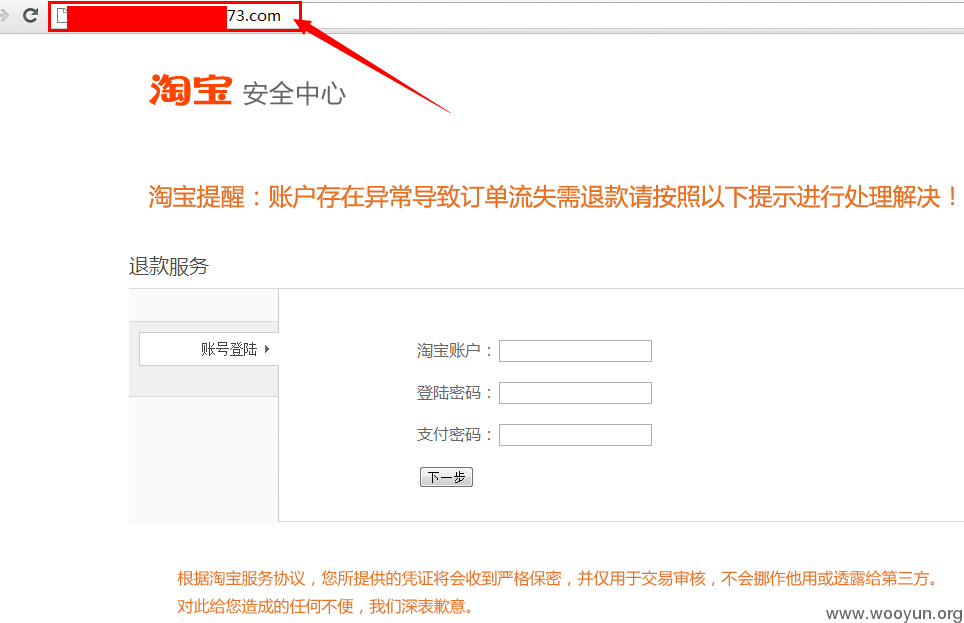 73.com
淘宝 安全中心
淘宝提醒：账户存在异常导致订单流失需退款请按照以下提示进行处理解决！
退款服务
账号登陆
淘宝账户：
登陆密码：
支付密码：
下一步
根据淘宝服务协议，您所提供的凭证将会收到严格保密，并仅用于交易审核，不会挪作他用或透露给第三方。
对此给您造成的任何不便，我们深表歉意。
www.wooyun.org